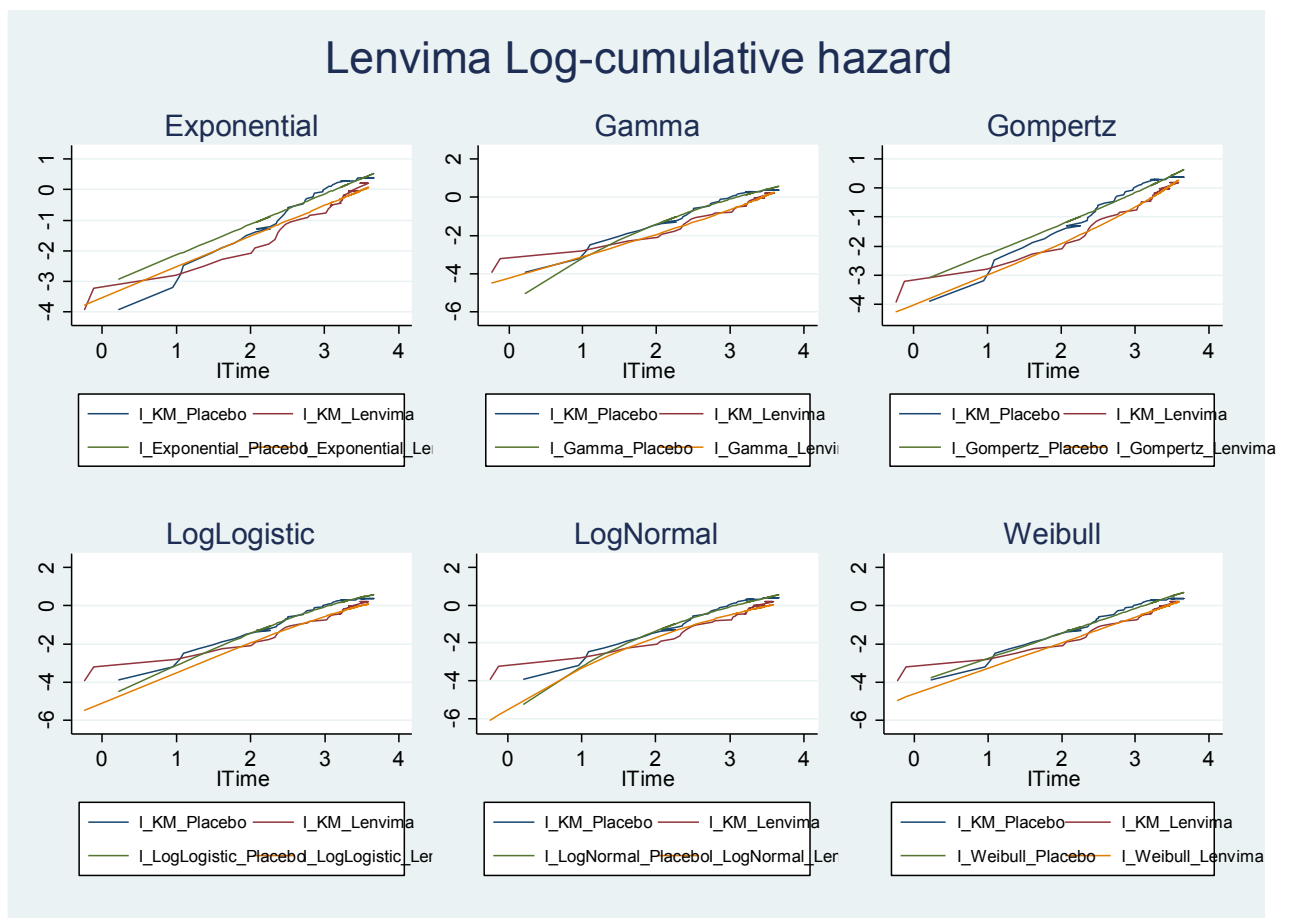 Lenvima Log-cumulative hazard
Exponential
1
0
-1
-2
-3
-4
0 1 2 3 4
lTime
l_KM_Placebo l_KM_Lenvima
l_Exponential_Placebo l_Exponential_Le
Gamma
2
0
-2
-4
-6
0 1 2 3 4
lTime
l_KM_Placebo l_KM_Lenvima
l_Gamma_Placebo l_Gamma_Lenvi
Gompertz
1
0
-1
-2
-3
-4
0 1 2 3 4
lTime
l_KM_Placebo l_KM_Lenvima
l_Gompertz_Placebo l_Gompertz_Lenvima
LogLogistic
2
0
-2
-4
-6
0 1 2 3 4
lTime
l_KM_Placebo l_KM_Lenvima
l_LogLogistic_Placebo l_LogLogistic_Ler
LogNormal
2
0
-2
-4
-6
0 1 2 3 4
lTime
l_KM_Placebo l_KM_Lenvima
l_LogNormal_Placebo l_LogNormal_Len
Weibull
2
0
-2
-4
-6
0 1 2 3 4
lTime
l_KM_Placebo l_KM_Lenvima
l_Weibull_Placebo l_Weibull_Lenvima